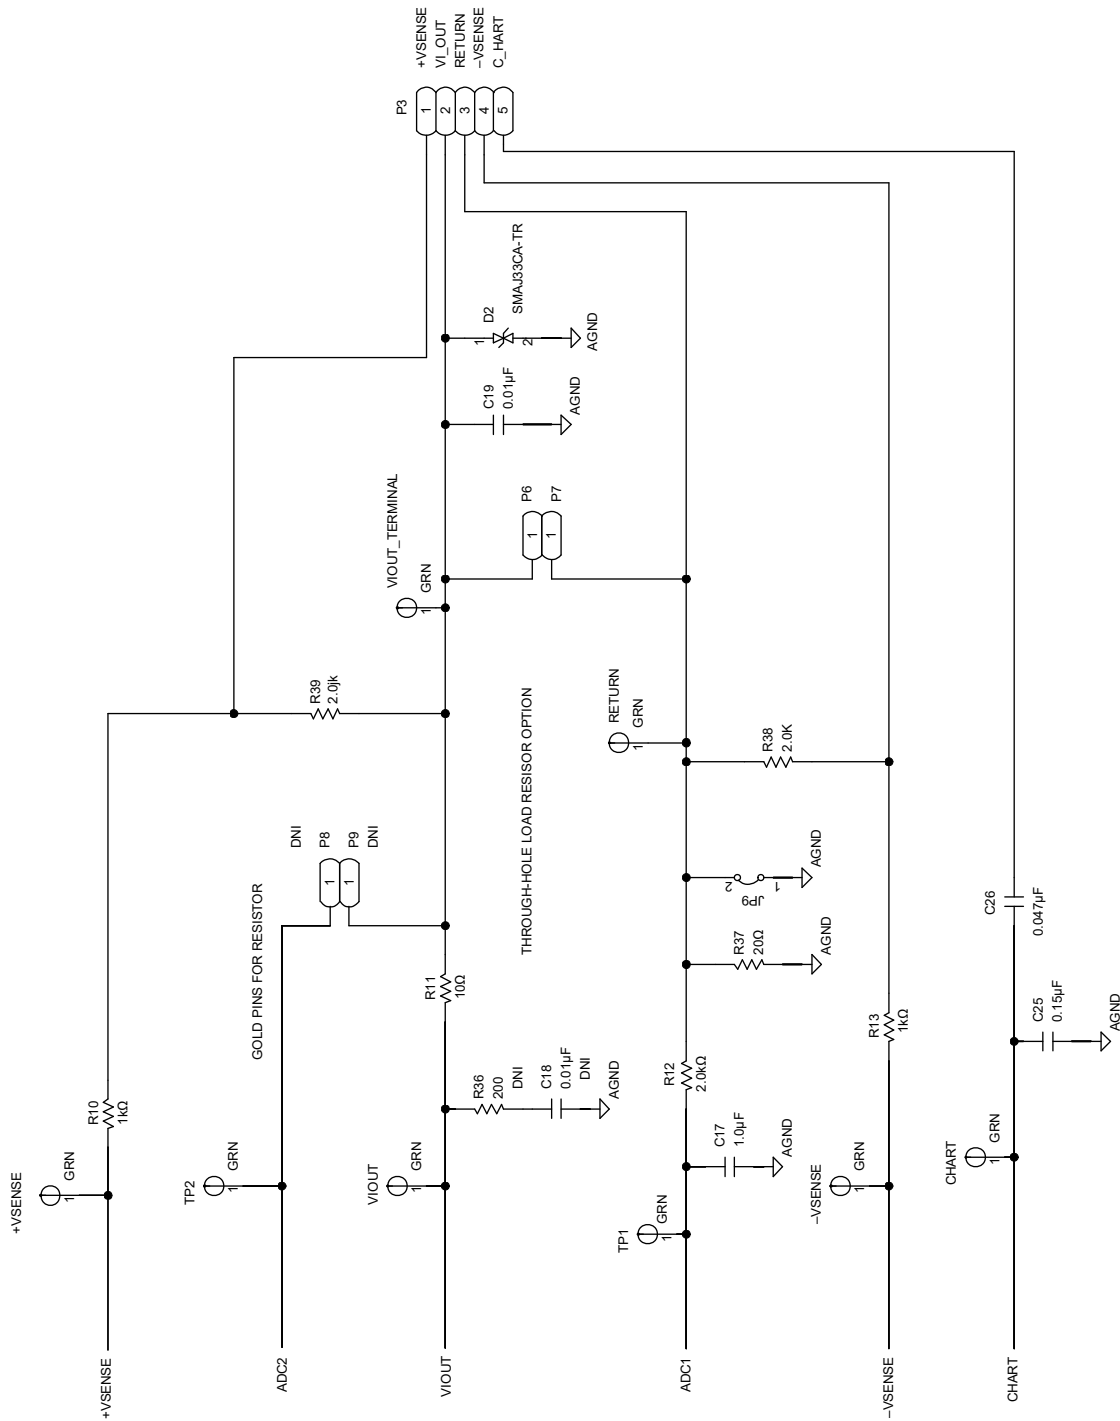 P3
+VSENSE
VI_OUT
RETURN
–VSENSE
C_HART
1
2
3
4
5
+VSENSE
1
GRN
R10
1kΩ
+VSENSE
TP2
1
GRN
ADC2
GOLD PINS FOR RESISTOR
DNI
P8
1
1
P9
DNI
R39
2.0jk
VIOUT_TERMINAL
1
GRN
VIOUT
1
GRN
VIOUT
R36
200
DNI
C18
0.01µF
DNI
AGND
R11
10Ω
THROUGH-HOLE LOAD RESISOR OPTION
P6
1
1
P7
C19
0.01µF
AGND
D2
1
2
SMAJ33CA-TR
AGND
TP1
1
GRN
ADC1
C17
1.0µF
AGND
R12
2.0kΩ
R37
20Ω
AGND
JP9
2
1
AGND
RETURN
1
GRN
R38
2.0K
–VSENSE
1
GRN
–VSENSE
R13
1kΩ
CHART
1
GRN
CHART
C25
0.15µF
AGND
C26
0.047µF